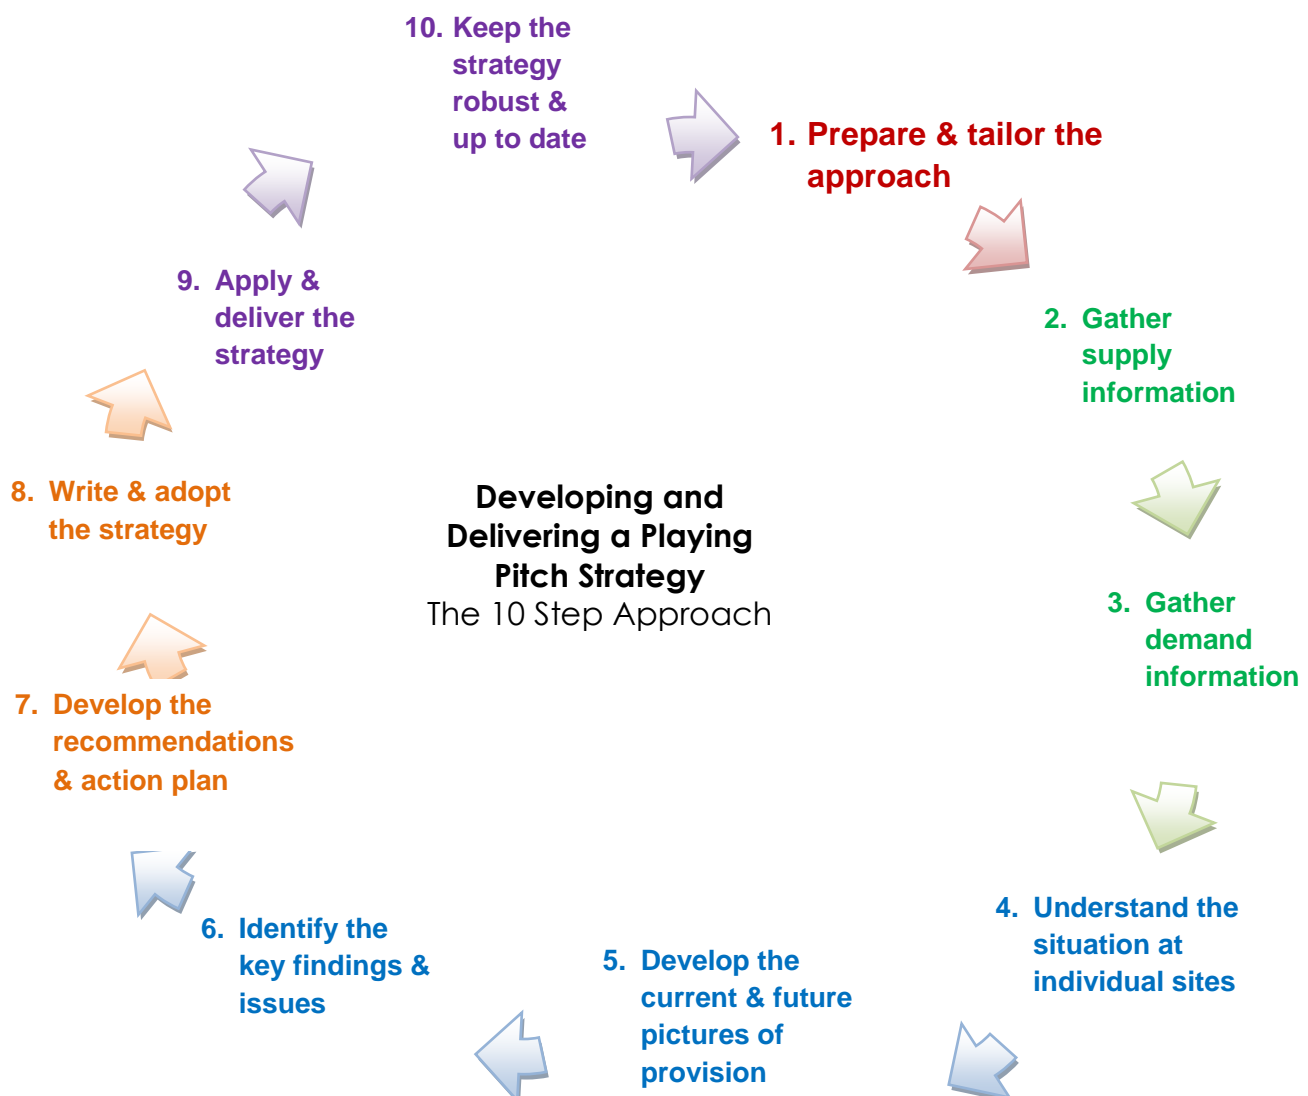 10. Keep the
strategy
robust &
up to date
1. Prepare & tailor the
approach
2. Gather
supply
information
3. Gather
demand
information
4. Understand the
situation at
individual sites
5. Develop the
current & future
pictures of
provision
6. Identify the
key findings &
issues
7. Develop the
recommendations
& action plan
8. Write & adopt
the strategy
9. Apply &
deliver the
strategy
Developing and
Delivering a Playing
Pitch Strategy
The 10 Step Approach